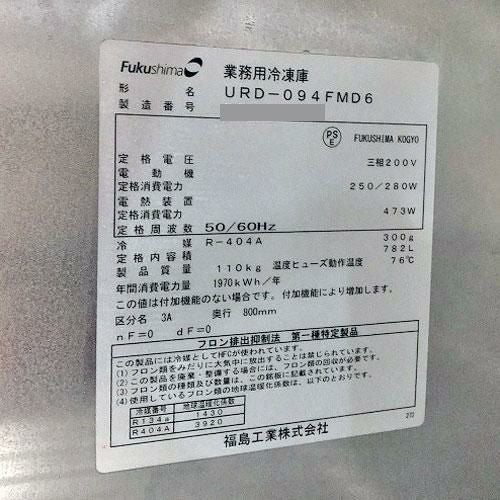 Fukushima 業務用冷凍庫
形名 URD-094FMD6
製造番号
PS E FUKUSHIMA KOGYO
定格電圧 三相200V
電動機
定格消費電力 250/280W
電熱装置
定格消費電力 473W
定格周波数 50/60Hz
冷媒 R-404A 300g
定格内容積 782L
製品質量 110kg 温度ヒューズ動作温度 76℃
年間消費電力量 1970kWh/年
この値は付加機能のない場合です。付加機能により増加します。
区分名 3A 奥行 800mm
nF=0 dF=0
フロン排出抑制法 第一種特定製品
この製品には冷媒としてHFCが使われています。
(1)フロン類をみだりに大気中に放出することは禁じられています。
(2)この製品を廃棄・整備する場合には、フロン類の回収が必要です。
(3)フロン類の種類及び数量は、この銘板に記載されています。
(4)使用しているフロン類の地球温暖化係数は、以下のとおりです。
冷媒番号 地球温暖化係数
R134a 1430
R404A 3920
272
福島工業株式会社